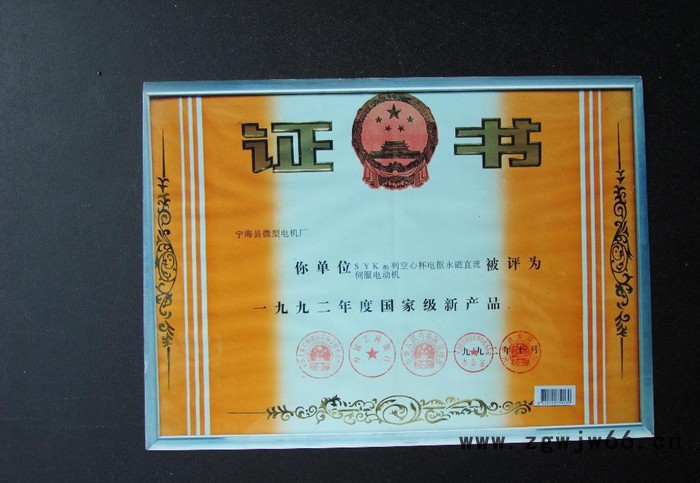 证书
宁海县微型电机厂
你单位SYK系列空心杯电枢永磁直流伺服电动机被评为
一九九二年度国家级新产品
www.zgwjw66.cn